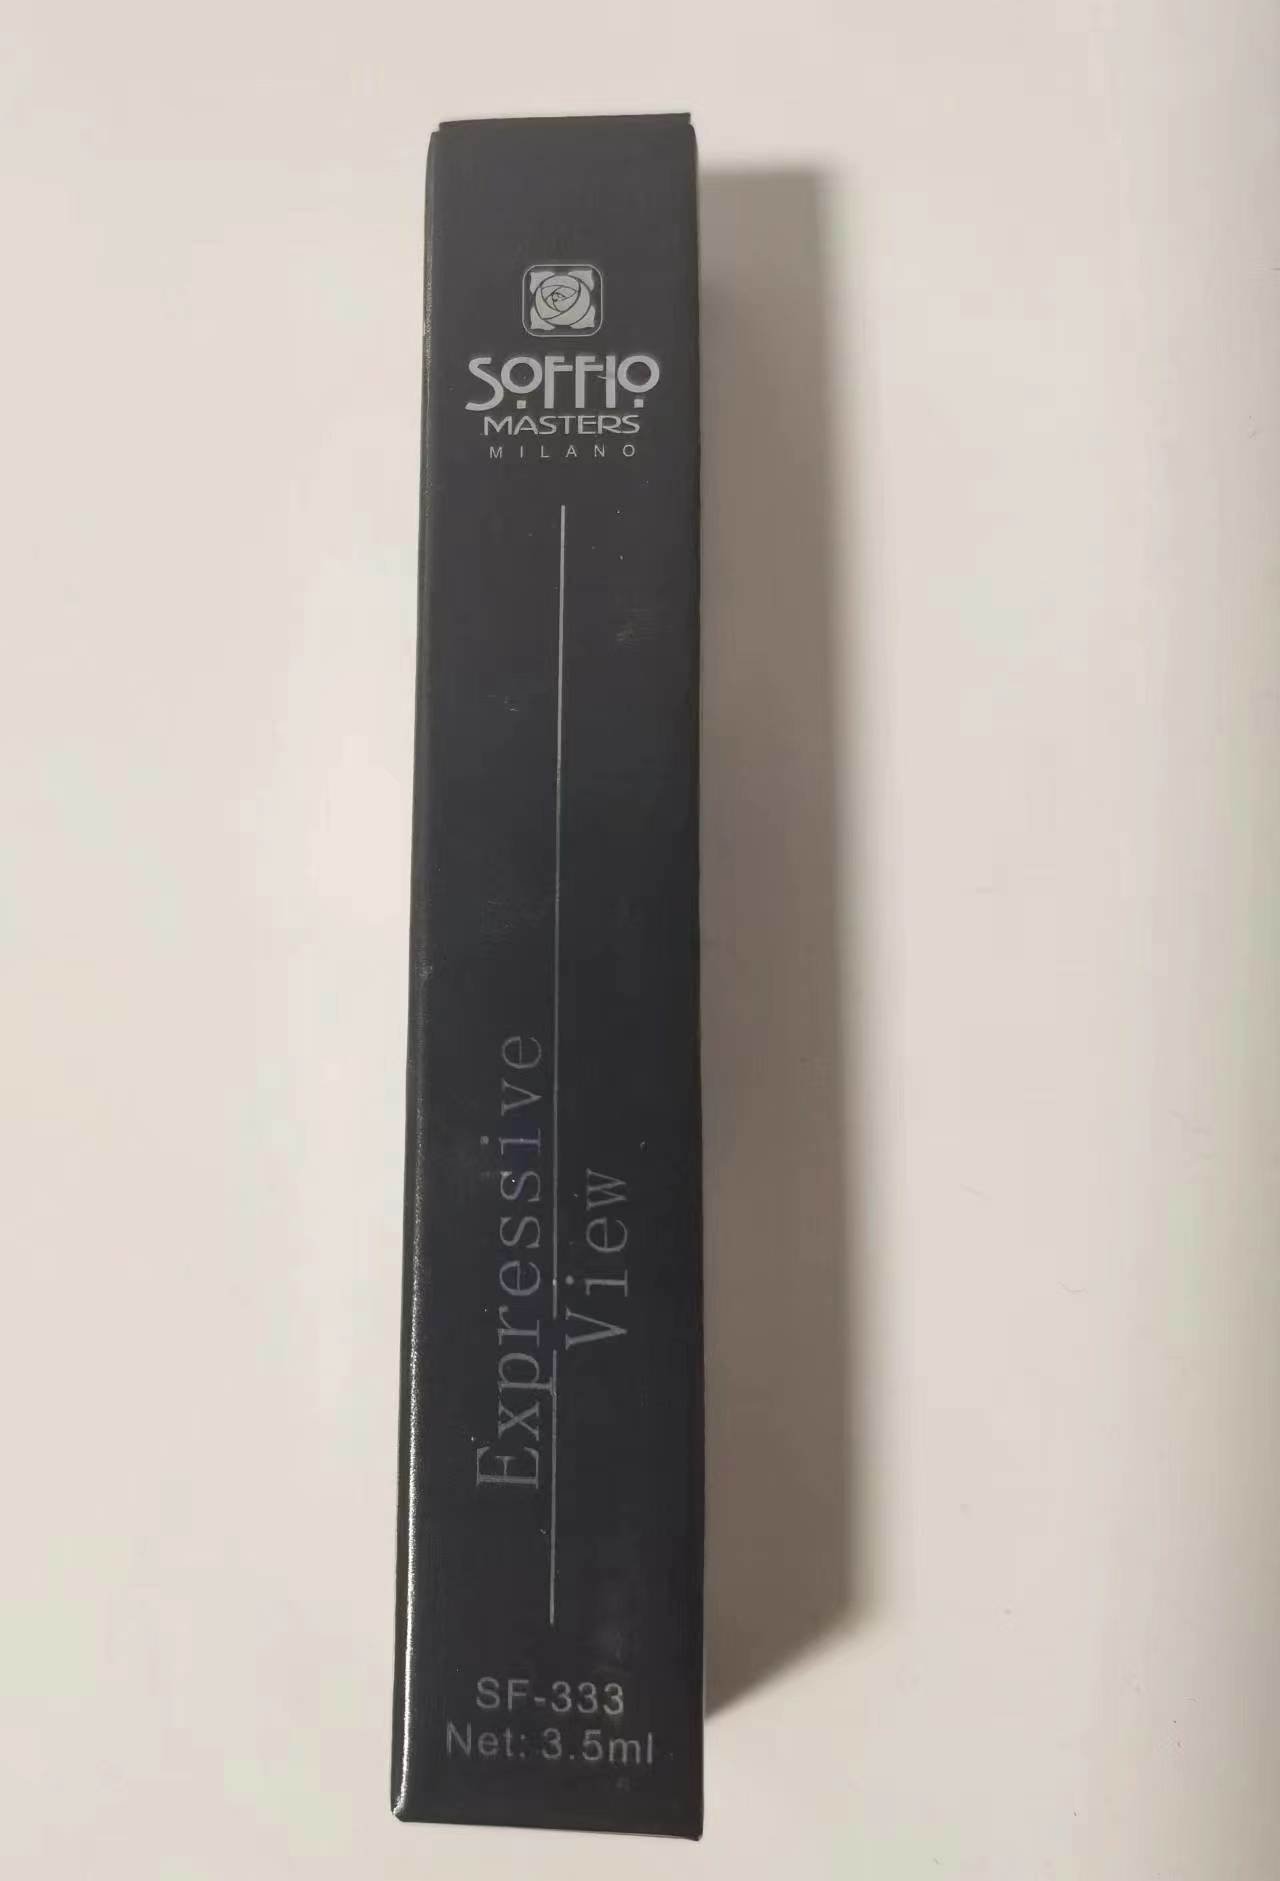 SOFFIO
MASTERS
MILANO
Expressive
View
SF-333
Net: 3.5ml